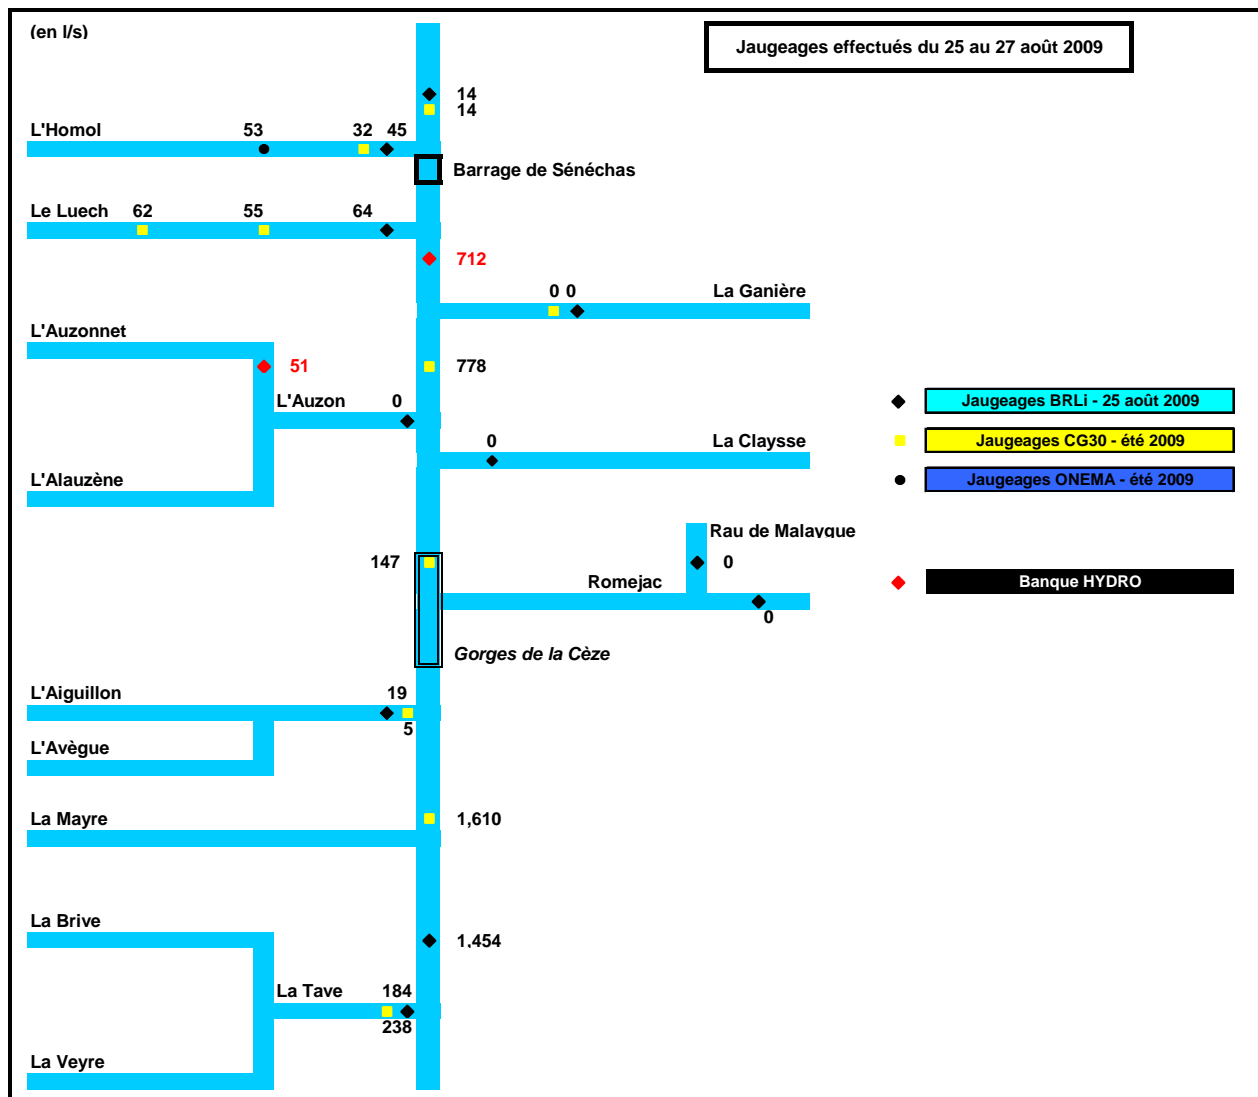 (en l/s)
Jaugeages effectués du 25 au 27 août 2009
14
14
L'Homol
53
32
45
Barrage de Sénéchas
Le Luech
62
55
64
712
0 0
La Ganière
L'Auzonnet
51
778
L'Auzon
0
Jaugeages BRLi - 25 août 2009
0
La Claysse
Jaugeages CG30 - été 2009
L'Alauzène
Jaugeages ONEMA - été 2009
Rau de Malaygue
147
0
Romejac
Banque HYDRO
0
Gorges de la Cèze
L'Aiguillon
19
5
L'Avègue
La Mayre
1,610
La Brive
1,454
La Tave
184
238
La Veyre